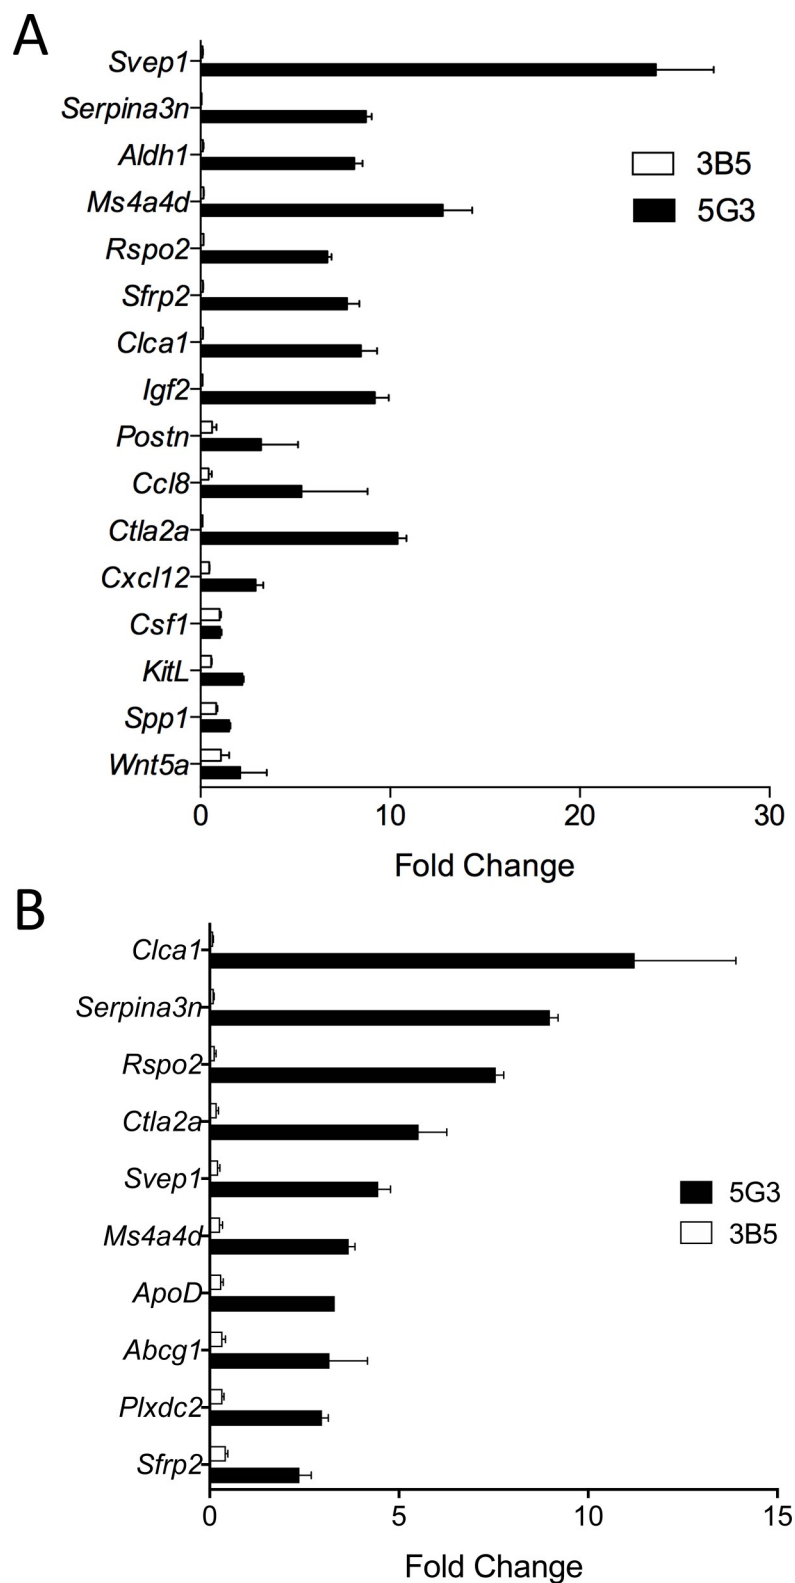 A
Svep1
Serpina3n
Aldh1
Ms4a4d
Rspo2
Sfrp2
Clca1
Igf2
Postn
Ccl8
Ctla2a
Cxcl12
Csf1
KitL
Spp1
Wnt5a
3B5
5G3
0 10 20 30
Fold Change
B
Clca1
Serpina3n
Rspo2
Ctla2a
Svep1
Ms4a4d
ApoD
Abcg1
Plxdc2
Sfrp2
5G3
3B5
0 5 10 15
Fold Change